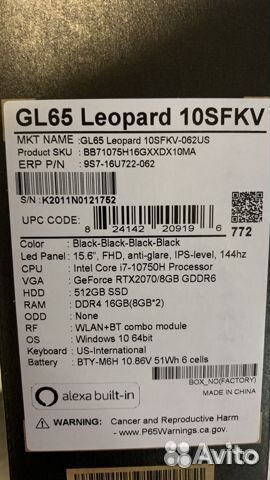 GL65 Leopard 10SFKV
MKT NAME :GL65 Leopard 10SFKV-062US
Product SKU : BB71075H16GXXDX10MA
ERP P/N : 9S7-16U722-062
S/N: K2011N0121752
UPC CODE: 8 24142 20919 6
772
Color : Black-Black-Black-Black
Led Panel : 15.6", FHD, anti-glare, IPS-level, 144hz
CPU : Intel Core i7-10750H Processor
VGA : GeForce RTX2070/8GB GDDR6
HDD : 512GB SSD
RAM : DDR4 16GB(8GB*2)
ODD : None
RF : WLAN+BT combo module
OS : Windows 10 64bit
Keyboard : US-International
Battery : BTY-M6H 10.86V 51Wh 6 cells
BOX_NO(FACTORY)
alexa built-in
MADE IN CHINA
WARNING: Cancer and Reproductive Harm
- www.P65Warnings.ca.gov.
Avito